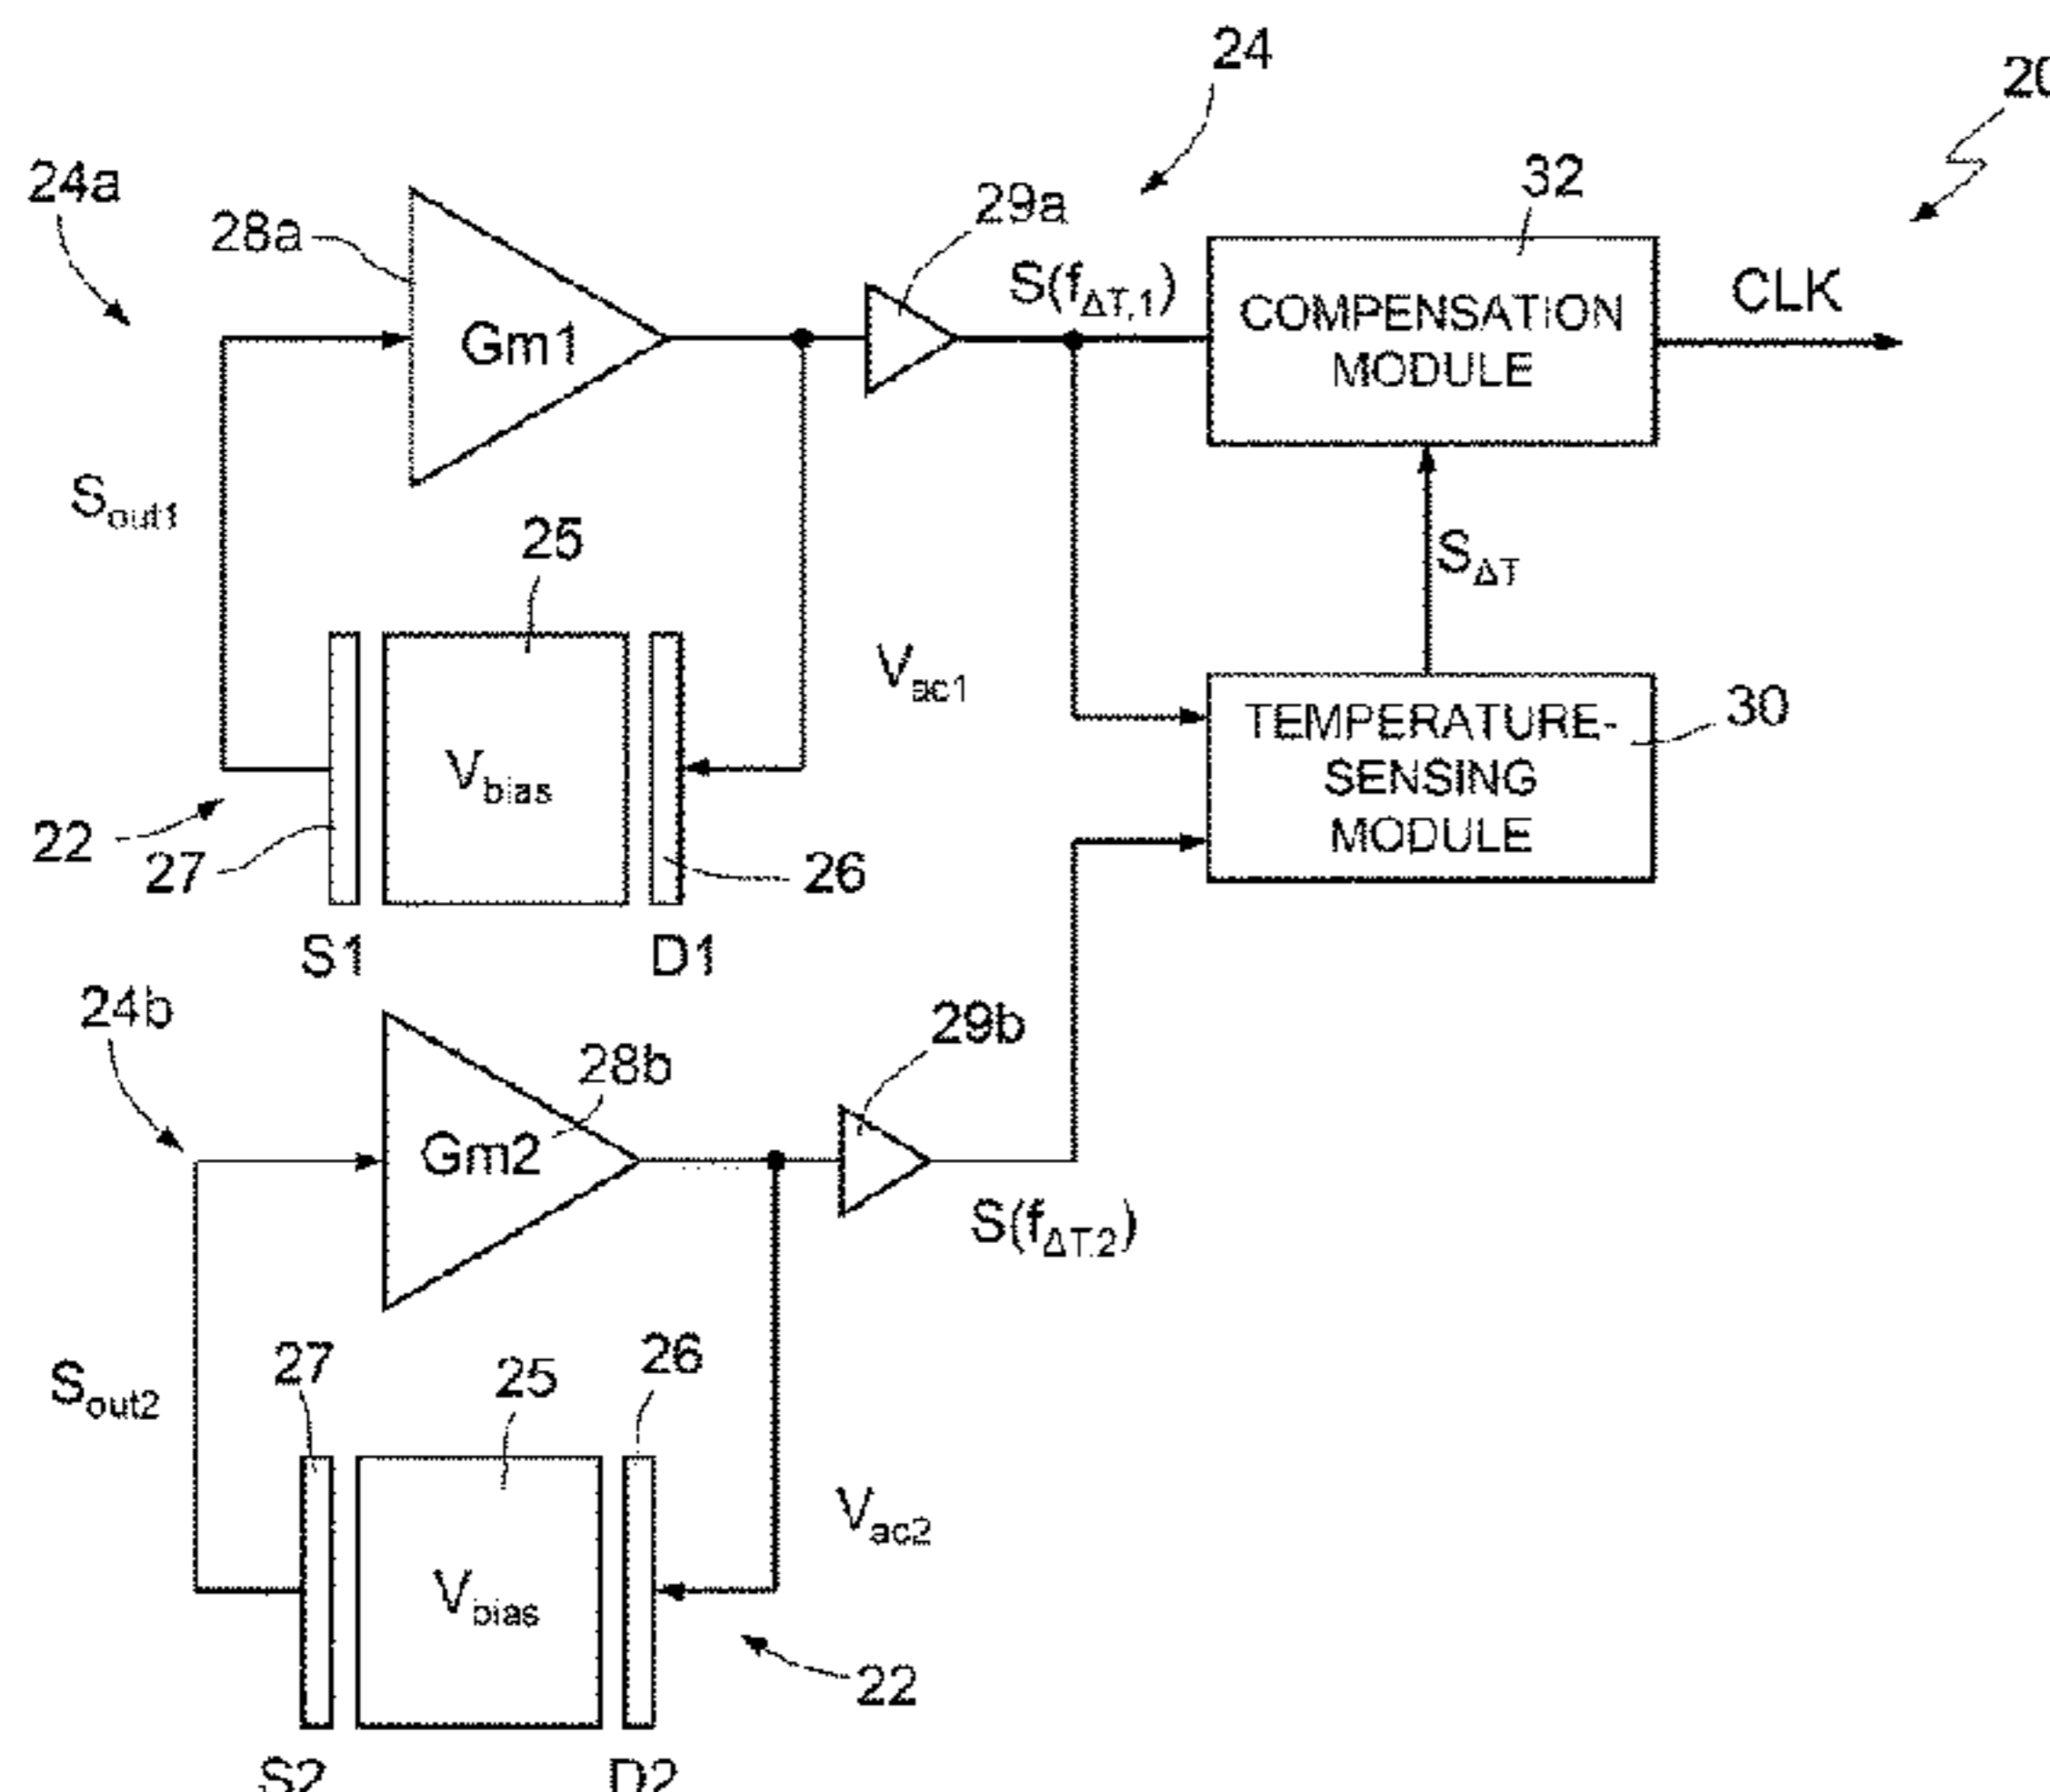 24
20
24a
28a
29a
32
S(fΔT,1)
CLK
Gm1
COMPENSATION
MODULE
Sout1
25
SΔT
Vac1
TEMPERATURE-
SENSING
MODULE
30
Vbias
22
27
26
S1
D1
24b
28b
29b
Gm2
S(fΔT,2)
27
25
26
Sout2
Vac2
Vbias
22
S2
D2